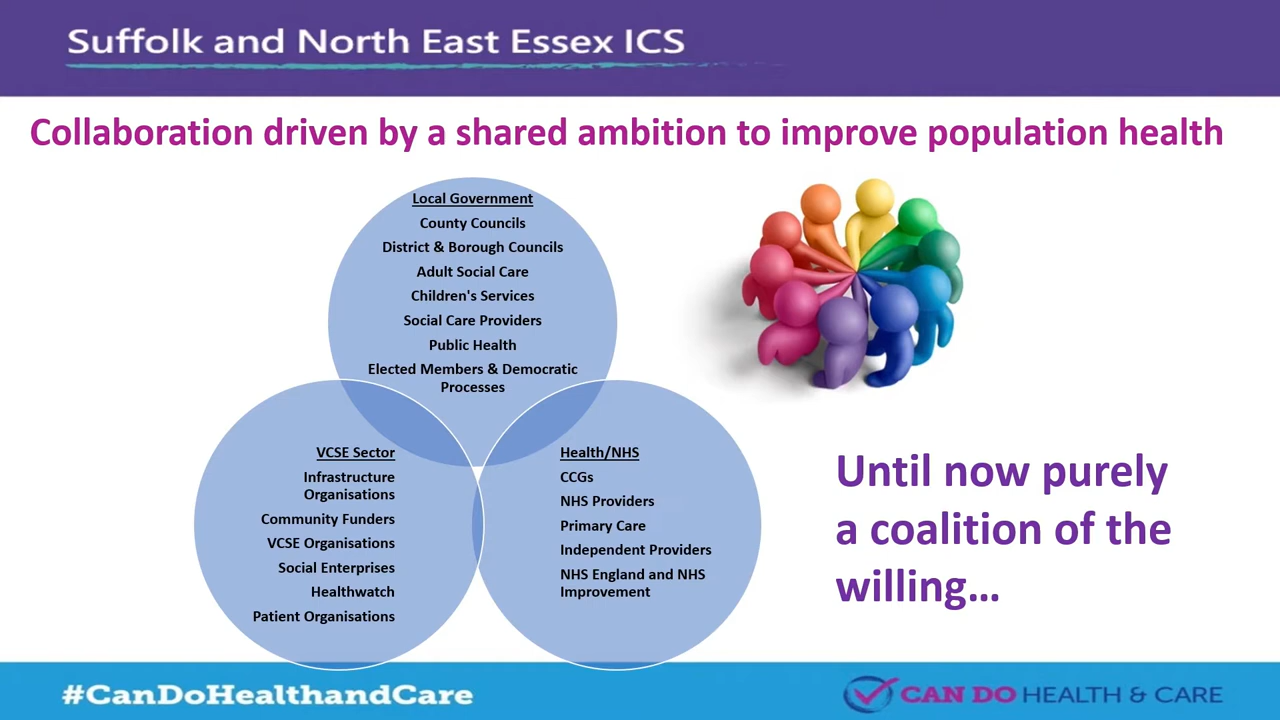 Suffolk and North East Essex ICS
Collaboration driven by a shared ambition to improve population health
Local Government
County Councils
District & Borough Councils
Adult Social Care
Children's Services
Social Care Providers
Public Health
Elected Members & Democratic
Processes
VCSE Sector
Infrastructure
Organisations
Community Funders
VCSE Organisations
Social Enterprises
Healthwatch
Patient Organisations
Health/NHS
CCGs
NHS Providers
Primary Care
Independent Providers
NHS England and NHS
Improvement
Until now purely
a coalition of the
willing...
#CanDoHealthandCare
CAN DO HEALTH & CARE